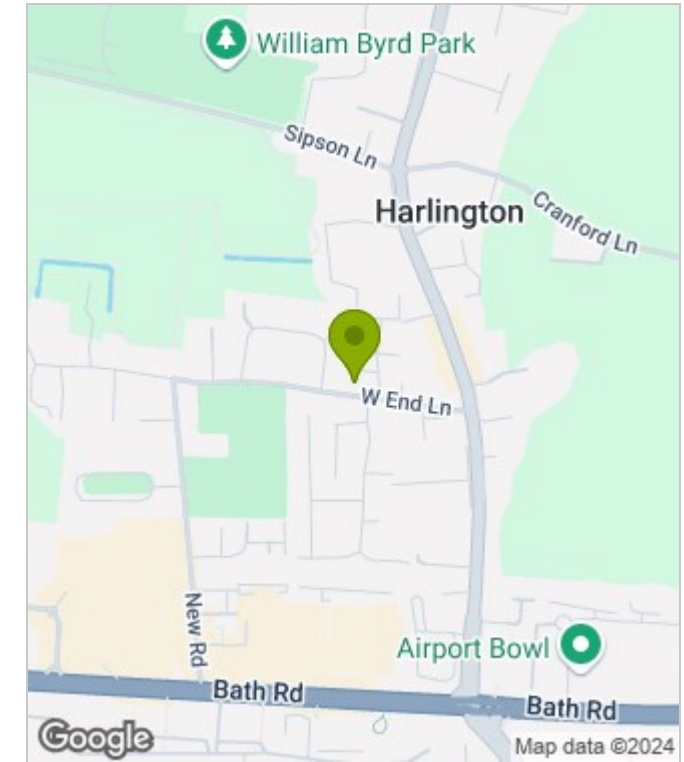 William Byrd Park
Sipson Ln
Harlington
Cranford Ln
W End Ln
New Rd
Airport Bowl
Bath Rd
Bath Rd
Google
Map data ©2024